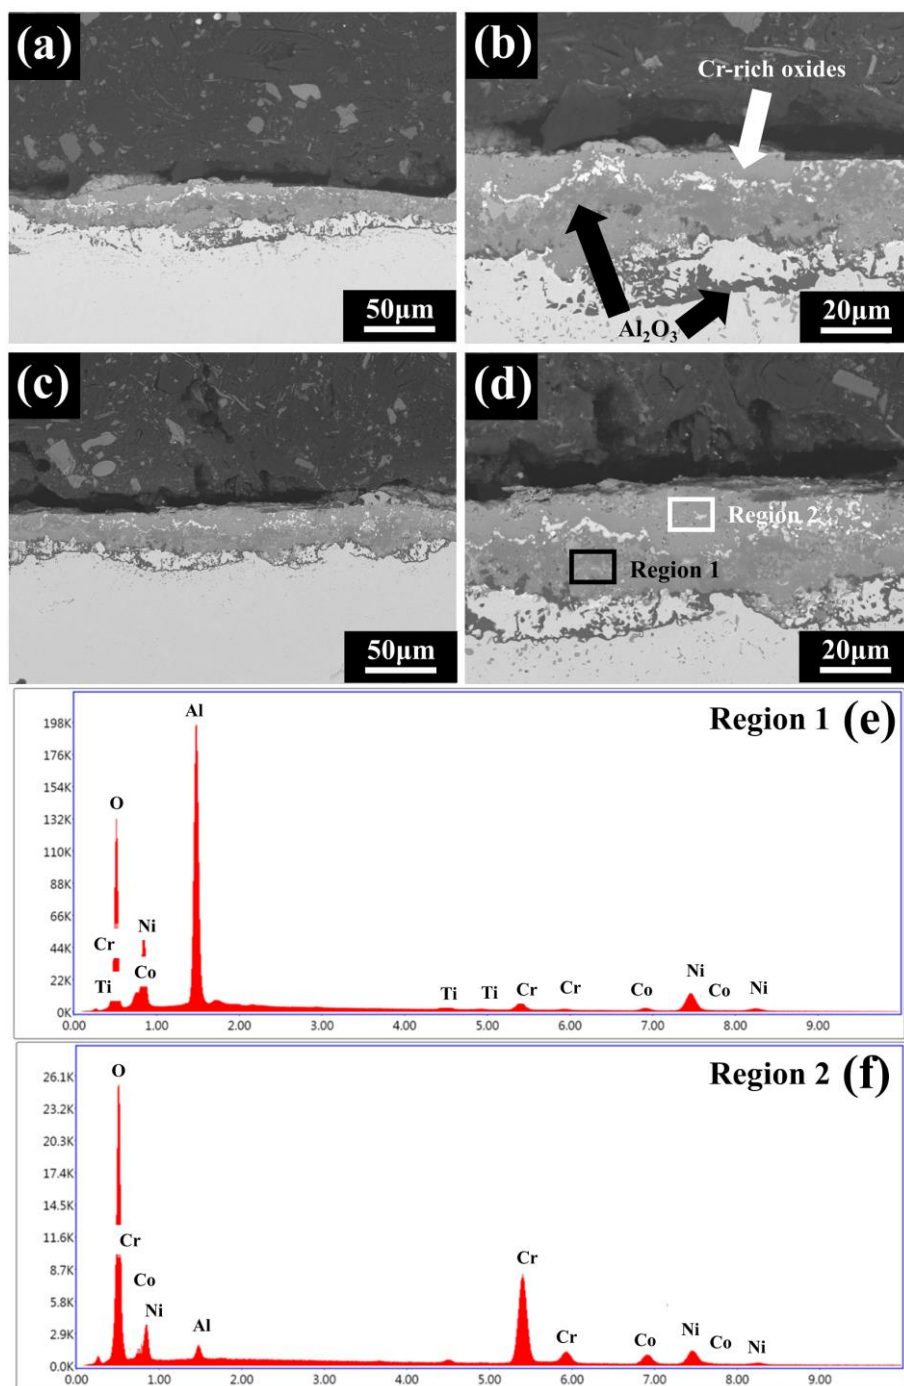 (a)
50µm
(b)
Cr-rich oxides
Al₂O₃
20µm
(c)
50µm
(d)
Region 2
Region 1
20µm
Region 1 (e)
198K
176K
154K
132K
110K
88K
66K
44K
22K
0K
Al
O
Cr
Ni
Ti
Co
Ti
Ti
Cr
Cr
Co
Ni
Co
Ni
0.00 1.00 2.00 3.00 4.00 5.00 6.00 7.00 8.00 9.00
Region 2 (f)
26.1K
23.2K
20.3K
17.4K
14.5K
11.6K
8.7K
5.8K
2.9K
0.0K
O
Cr
Co
Ni
Al
Cr
Cr
Co
Ni
Co
Ni
0.00 1.00 2.00 3.00 4.00 5.00 6.00 7.00 8.00 9.00